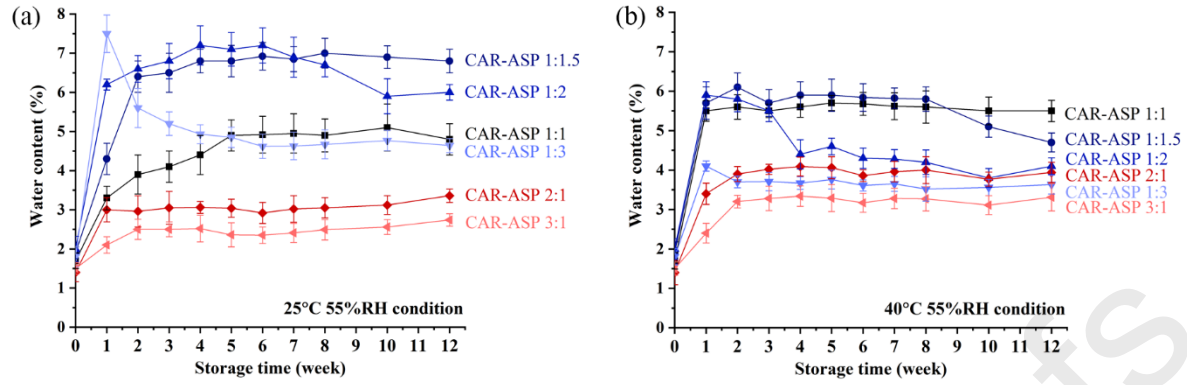 (a)
Water content (%)
8
7
6
5
4
3
2
1
0
CAR-ASP 1:1.5
CAR-ASP 1:2
CAR-ASP 1:1
CAR-ASP 1:3
CAR-ASP 2:1
CAR-ASP 3:1
25°C 55%RH condition
0 1 2 3 4 5 6 7 8 9 10 11 12
Storage time (week)
(b)
Water content (%)
8
7
6
5
4
3
2
1
0
CAR-ASP 1:1
CAR-ASP 1:1.5
CAR-ASP 1:2
CAR-ASP 2:1
CAR-ASP 1:3
CAR-ASP 3:1
40°C 55%RH condition
0 1 2 3 4 5 6 7 8 9 10 11 12
Storage time (week)
fs